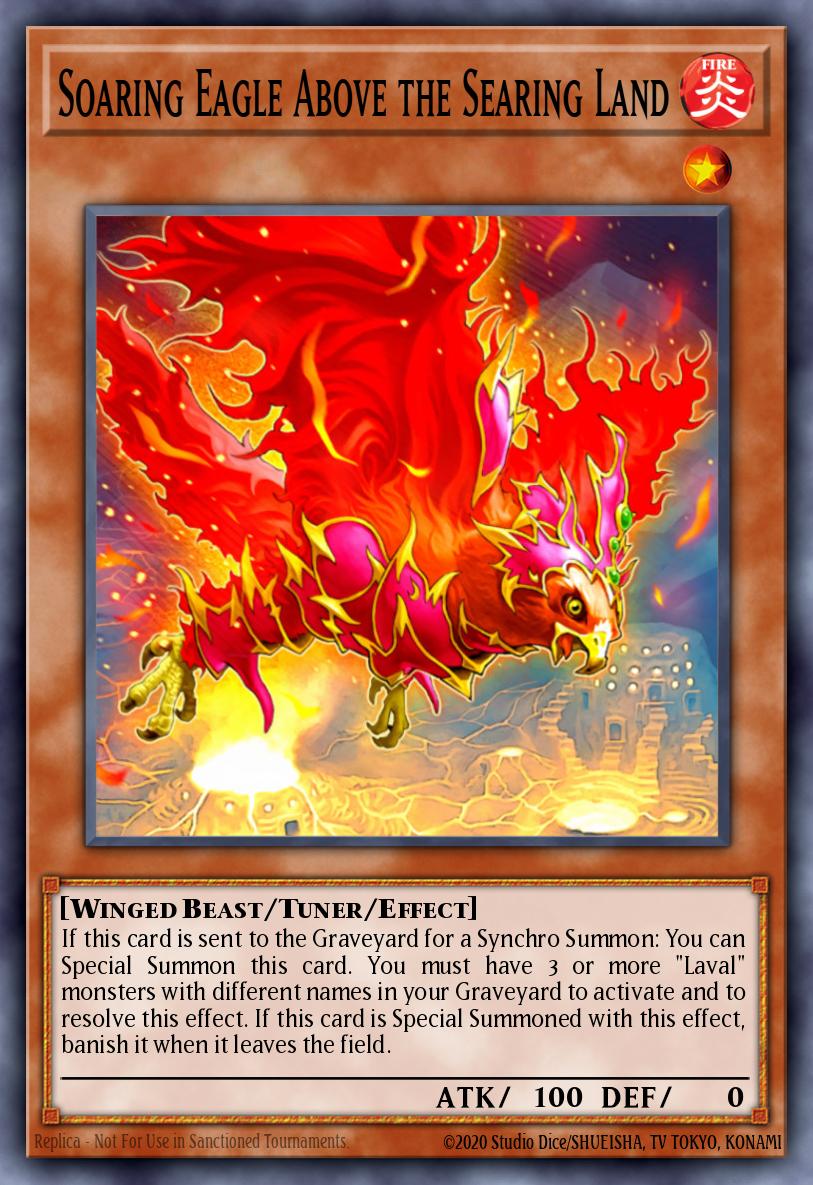 Soaring Eagle Above the Searing Land
FIRE
炎
[Winged Beast/Tuner/Effect]
If this card is sent to the Graveyard for a Synchro Summon: You can
Special Summon this card. You must have 3 or more "Laval"
monsters with different names in your Graveyard to activate and to
resolve this effect. If this card is Special Summoned with this effect,
banish it when it leaves the field.
ATK/ 100 DEF/ 0
Replica - Not For Use in Sanctioned Tournaments. ©2020 Studio Dice/SHUEISHA, TV TOKYO, KONAMI